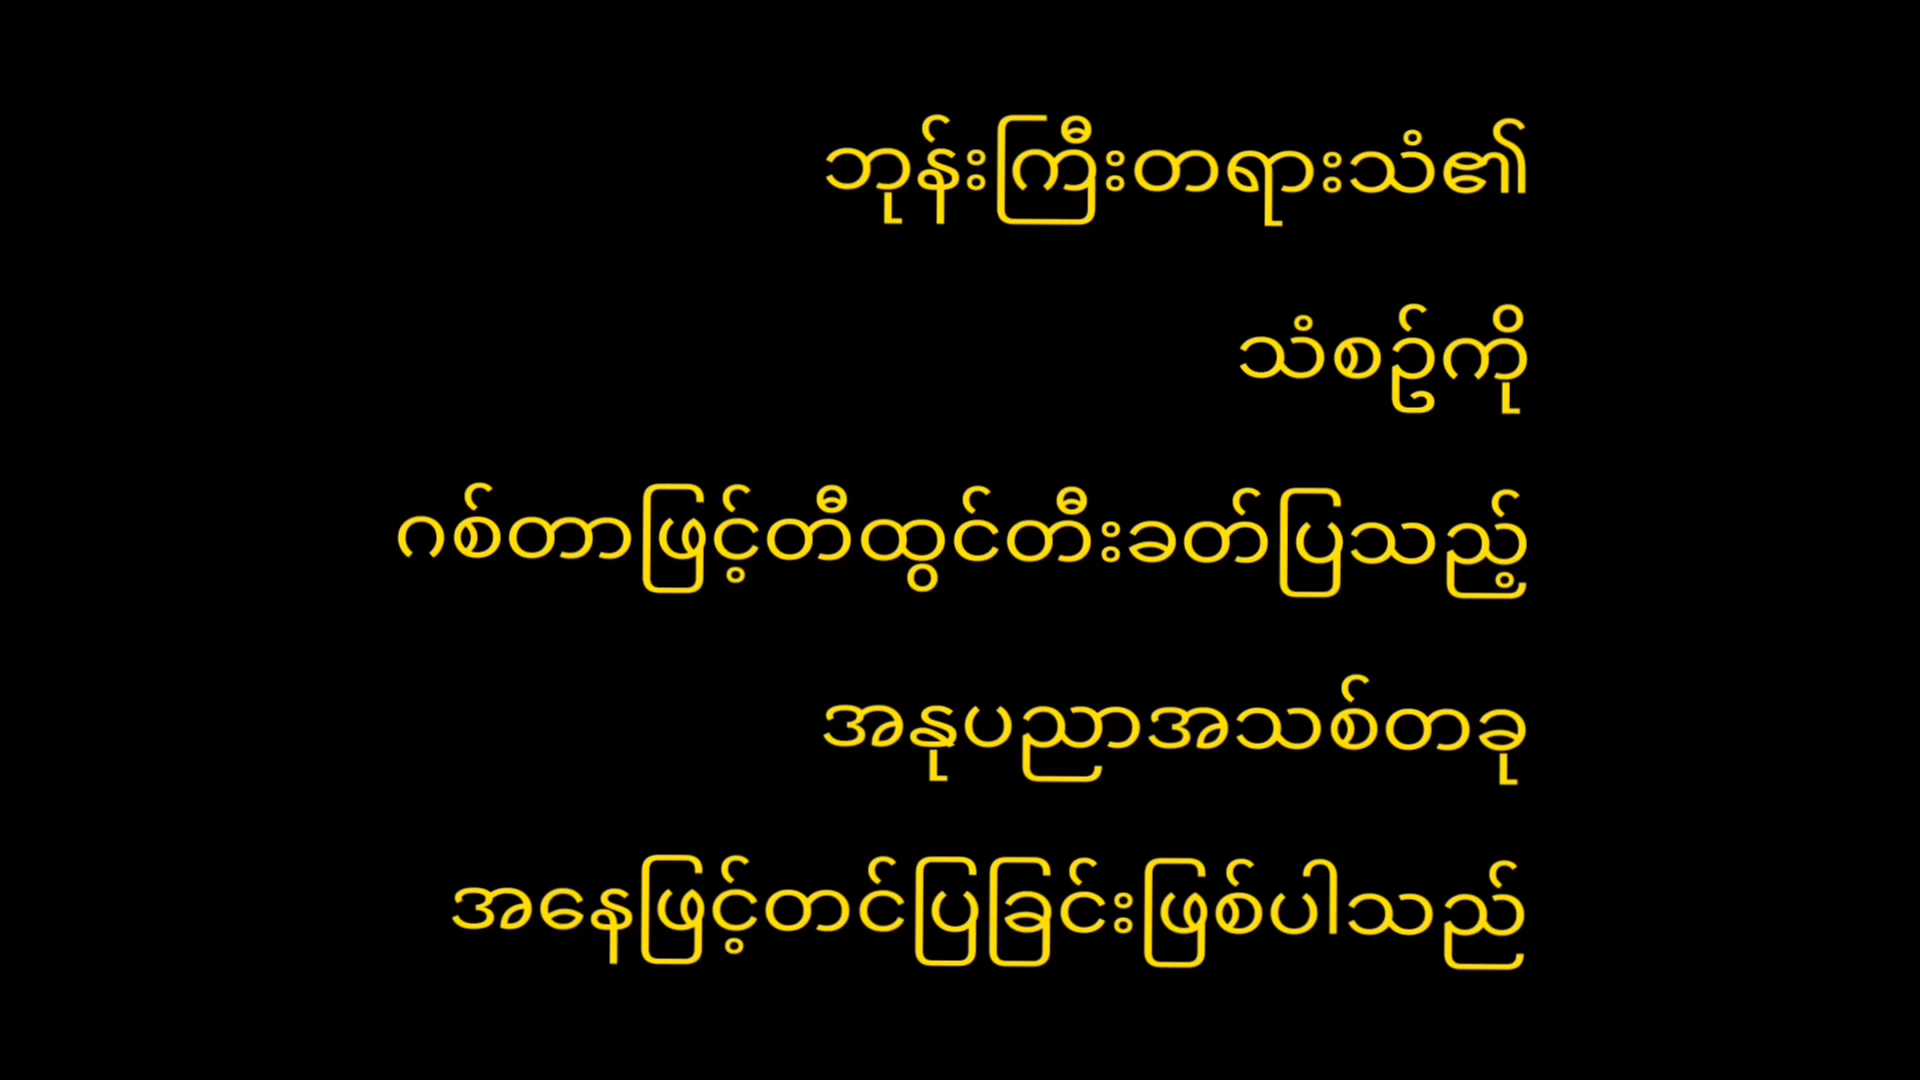 ဘုန်းကြီးတရားသံ၏
သံစဥ်ကို
ဂစ်တာဖြင့်တီထွင်တီးခတ်ပြသည့်
အနုပညာအသစ်တခု
အနေဖြင့်တင်ပြခြင်းဖြစ်ပါသည်